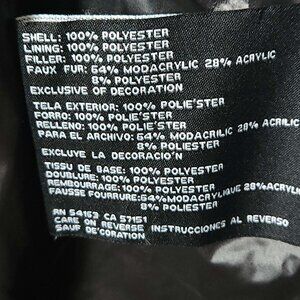 SHELL: 100% POLYESTER
LINING: 100% POLYESTER
FILLER: 100% POLYESTER
FAUX FUR: 64% MODACRYLIC 28% ACRYLIC
8% POLYESTER
EXCLUSIVE OF DECORATION
TELA EXTERIOR: 100% POLIE'STER
FORRO: 100% POLIE'STER
RELLENO: 100% POLIE'STER
PARA EL ARCHIVO: 64% MODACRILIC 28% ACRILIC
8% POLIE'STER
EXCLUYE LA DECORACIO'N
TISSU DE BASE: 100% POLYESTER
DOUBLURE: 100% POLYESTER
REMBOURRAGE: 100% POLYESTER
FAUSSE FOURRURE: 64% MODACRYLIQUE 28% ACRYL
8% POLYESTER
RN 54163 CA 57151
CARE ON REVERSE INSTRUCCIONES AL REVERSO
SAUF DE'CORATION